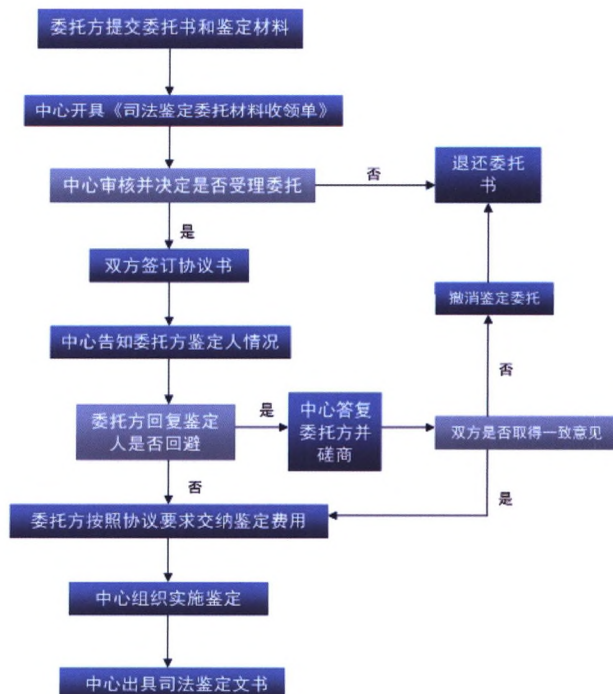 委托方提交委托书和鉴定材料
中心开具《司法鉴定委托材料收领单》
中心审核并决定是否受理委托
否
退还委托
书
是
双方签订协议书
撤消鉴定委托
中心告知委托方鉴定人情况
否
委托方回复鉴定
人是否回避
是
中心答复
委托方并
磋商
双方是否取得一致意见
否
是
委托方按照协议要求交纳鉴定费用
中心组织实施鉴定
中心出具司法鉴定文书